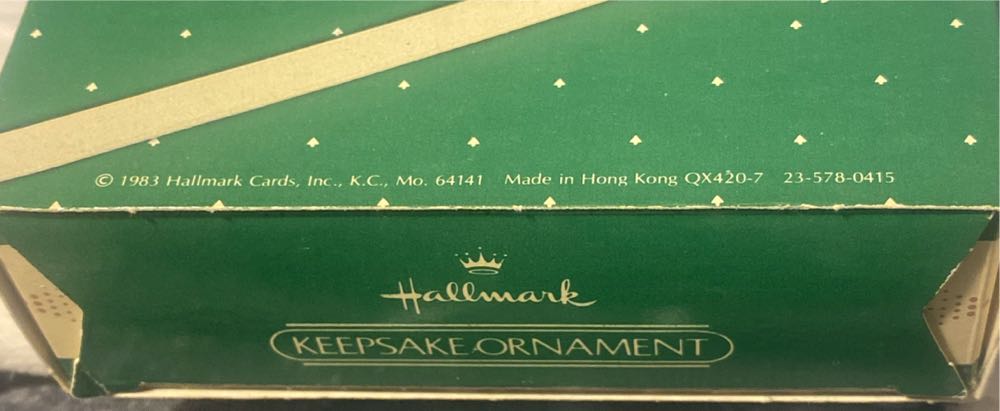 © 1983 Hallmark Cards, Inc., K.C., Mo. 64141 Made in Hong Kong QX420-7 23-578-0415
Hallmark
KEEPSAKE ORNAMENT